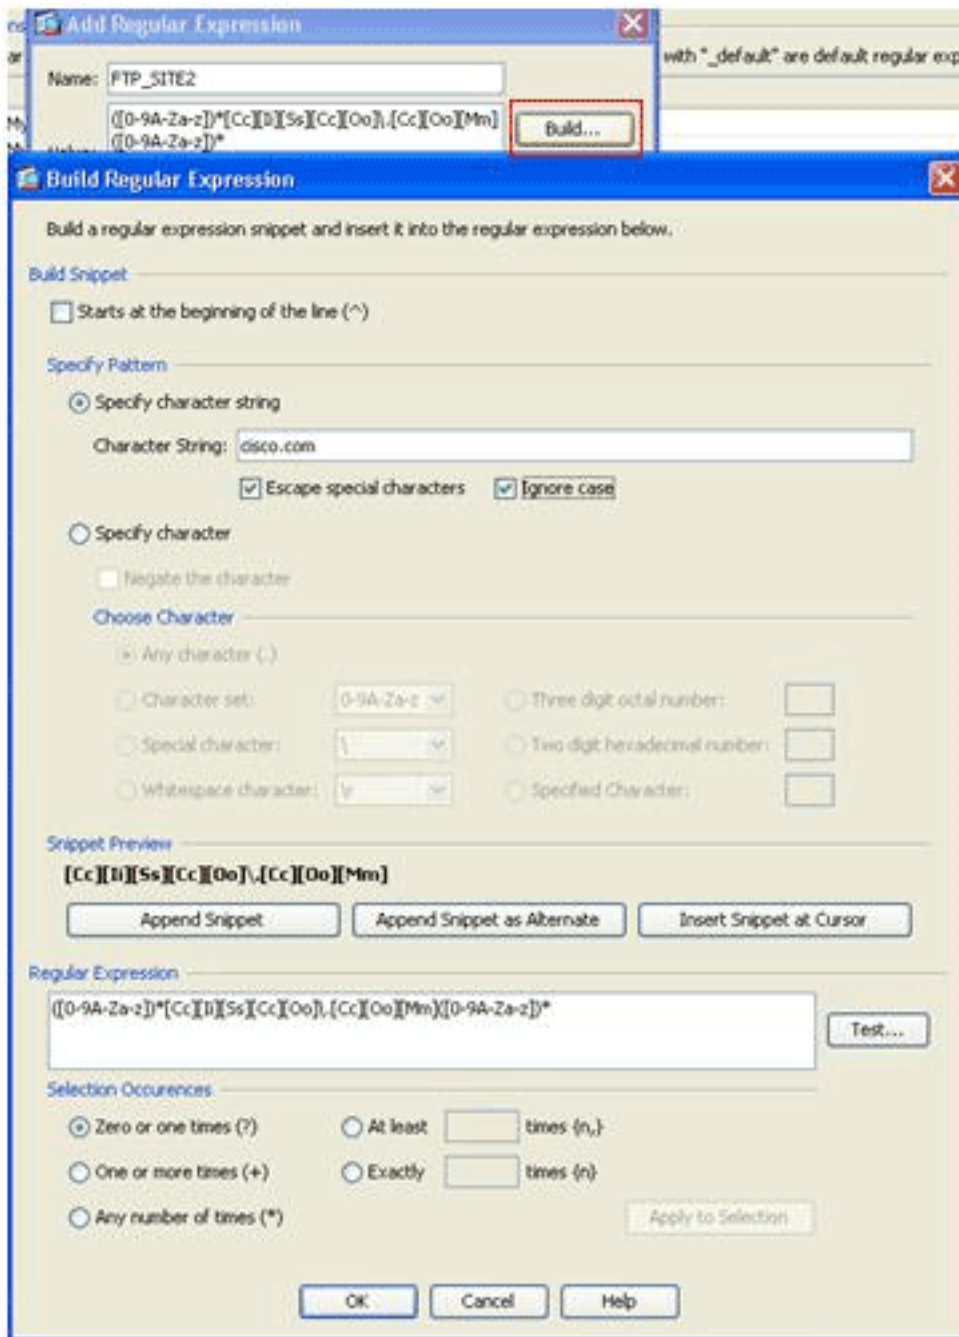 Add Regular Expression
with "_default" are default regular exp
Name: FTP_SITE2
([0-9A-Za-z])*[Cc][Ii][Ss][Cc][Oo]\.[Cc][Oo][Mm]
([0-9A-Za-z])*
Build...
Build Regular Expression
Build a regular expression snippet and insert it into the regular expression below.
Build Snippet
Starts at the beginning of the line (^)
Specify Pattern
Specify character string
Character String: cisco.com
Escape special characters Ignore case
Specify character
Negate the character
Choose Character
Any character (.)
Character set: 0-9A-Za-z Three digit octal number:
Special character: \ Two digit hexadecimal number:
Whitespace character: \r Specified Character:
Snippet Preview
[Cc][Ii][Ss][Cc][Oo]\.[Cc][Oo][Mm]
Append Snippet Append Snippet as Alternate Insert Snippet at Cursor
Regular Expression
([0-9A-Za-z])*[Cc][Ii][Ss][Cc][Oo]\.[Cc][Oo][Mm]([0-9A-Za-z])*
Test...
Selection Occurences
Zero or one times (?) At least times {n,}
One or more times (+) Exactly times {n}
Any number of times (*) Apply to Selection
OK Cancel Help